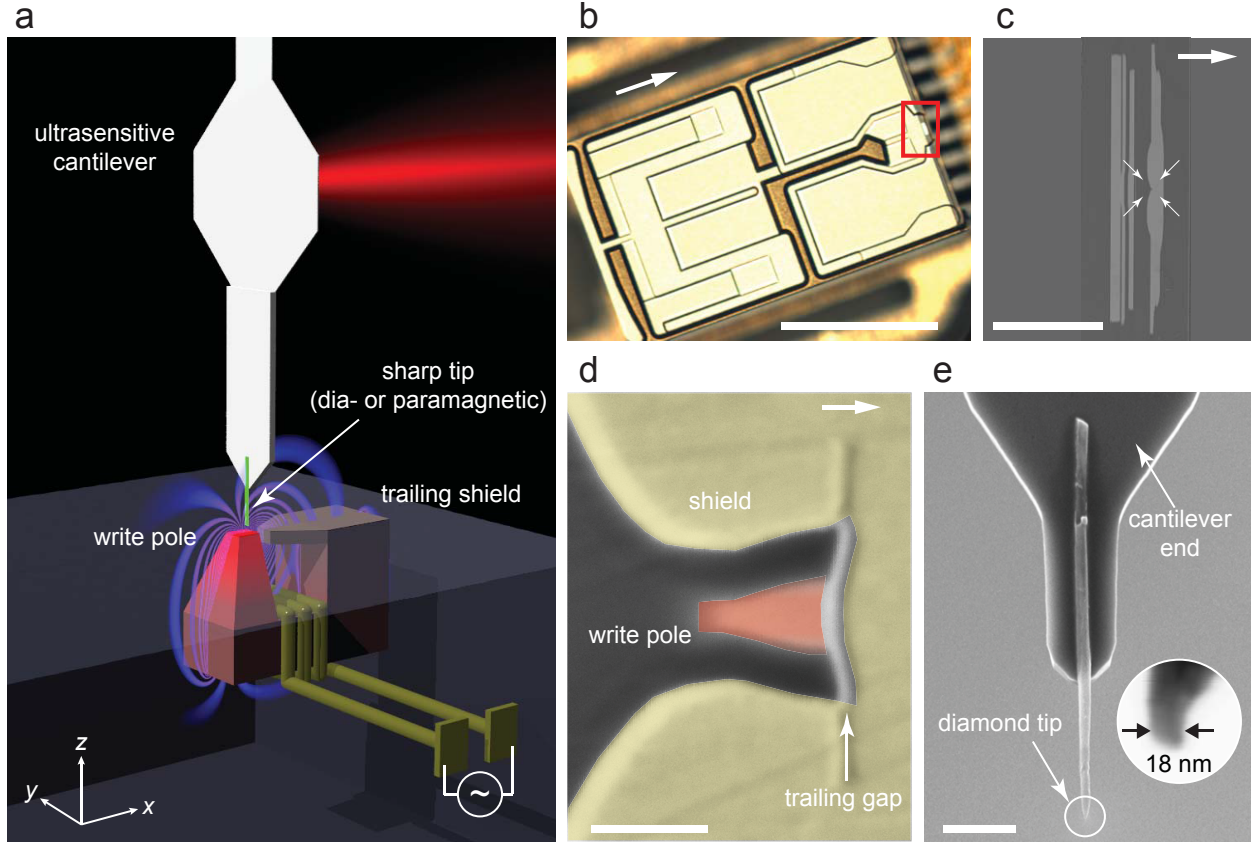 a
ultrasensitive
cantilever
sharp tip
(dia- or paramagnetic)
trailing shield
write pole
z
y
x
~
b
c
d
shield
write pole
trailing gap
e
cantilever
end
diamond tip
18 nm